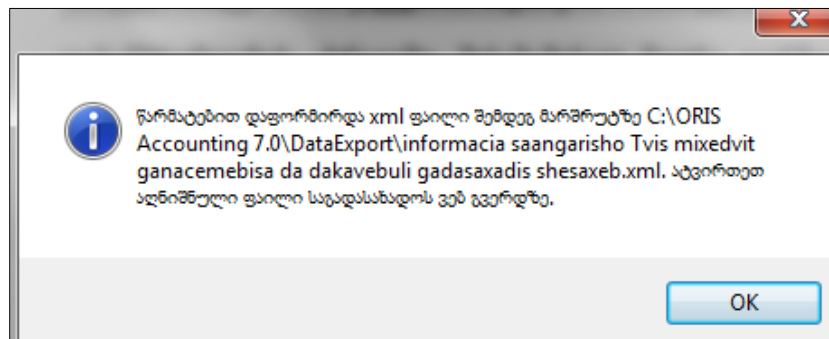 წარმატებით დაფორმირდა xml ფაილი შემდეგ მარშრუტზე C:\ORIS
Accounting 7.0\DataExport\informacia saangarisho Tvis mixedvit
ganacemebisa da dakavebuli gadasaxadis shesaxeb.xml. ატვირთეთ
აღნიშნული ფაილი საგადასახადოს ვებ გვერდზე.
OK